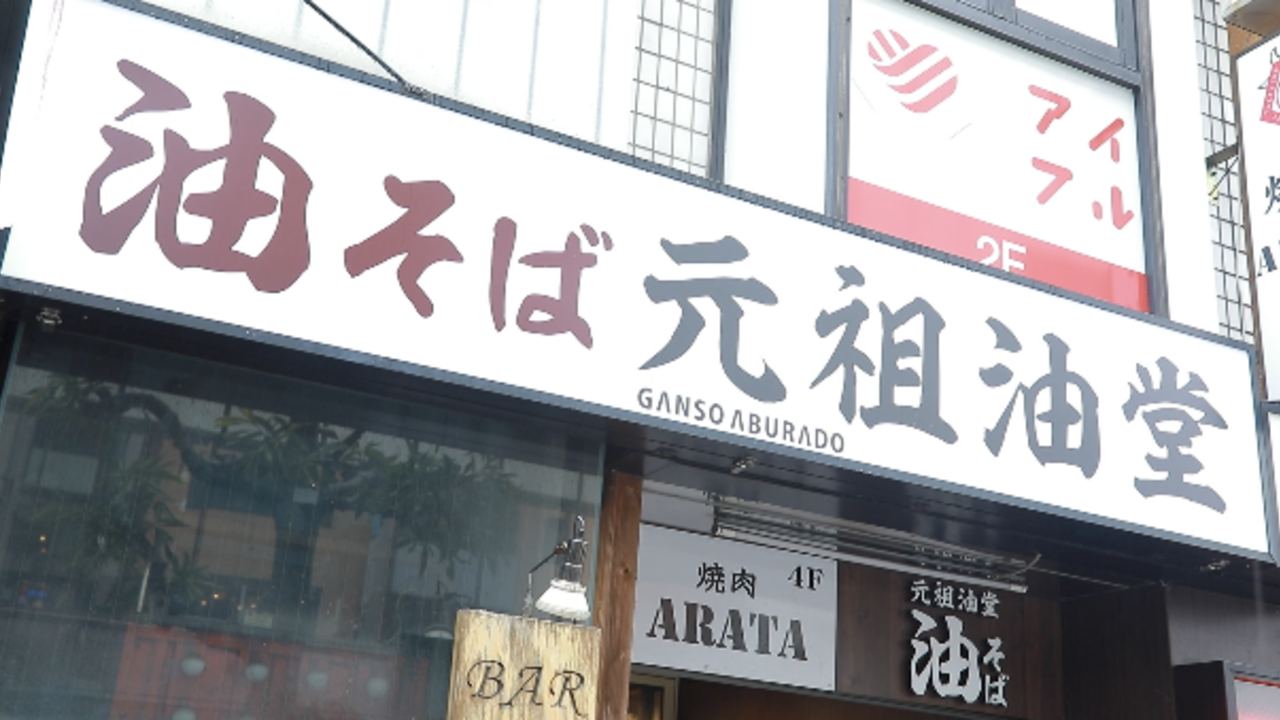 アイ
フル
2F
油そば 元祖油堂
GANSO ABURADO
焼肉 4F
ARATA
元祖油堂
油そば
BAR